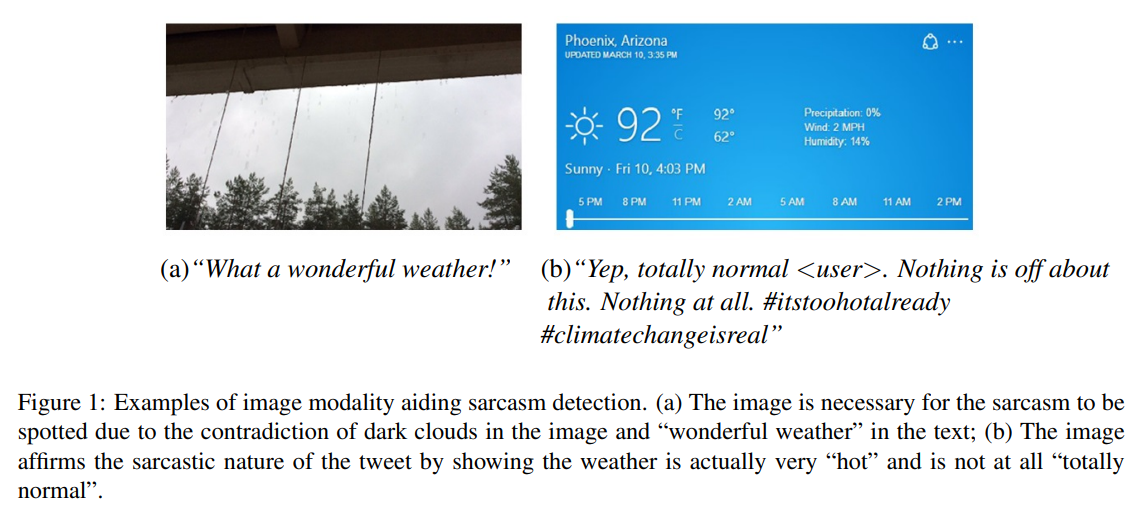 Phoenix, Arizona
UPDATED MARCH 10, 3:35 PM
92 °F C 92° 62°
Precipitation: 0%
Wind: 2 MPH
Humidity: 14%
Sunny · Fri 10, 4:03 PM
5 PM 8 PM 11 PM 2 AM 5 AM 8 AM 11 AM 2 PM
(a) “What a wonderful weather!”
(b) “Yep, totally normal <user>. Nothing is off about
this. Nothing at all. #itstoohotalready
#climatechangeisreal”
Figure 1: Examples of image modality aiding sarcasm detection. (a) The image is necessary for the sarcasm to be
spotted due to the contradiction of dark clouds in the image and “wonderful weather” in the text; (b) The image
affirms the sarcastic nature of the tweet by showing the weather is actually very “hot” and is not at all “totally
normal”.